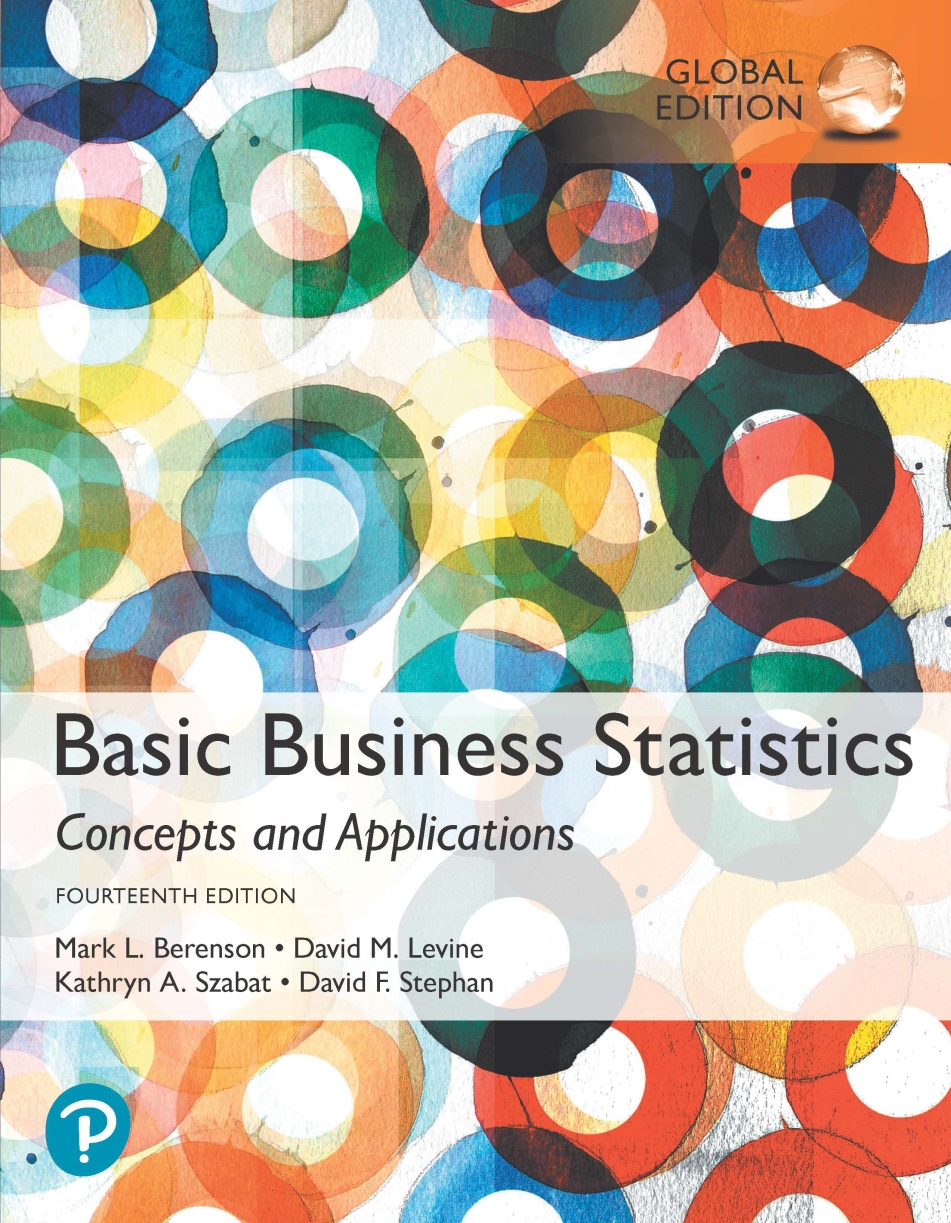 GLOBAL
EDITION
Basic Business Statistics
Concepts and Applications
FOURTEENTH EDITION
Mark L. Berenson • David M. Levine
Kathryn A. Szabat • David F. Stephan
P